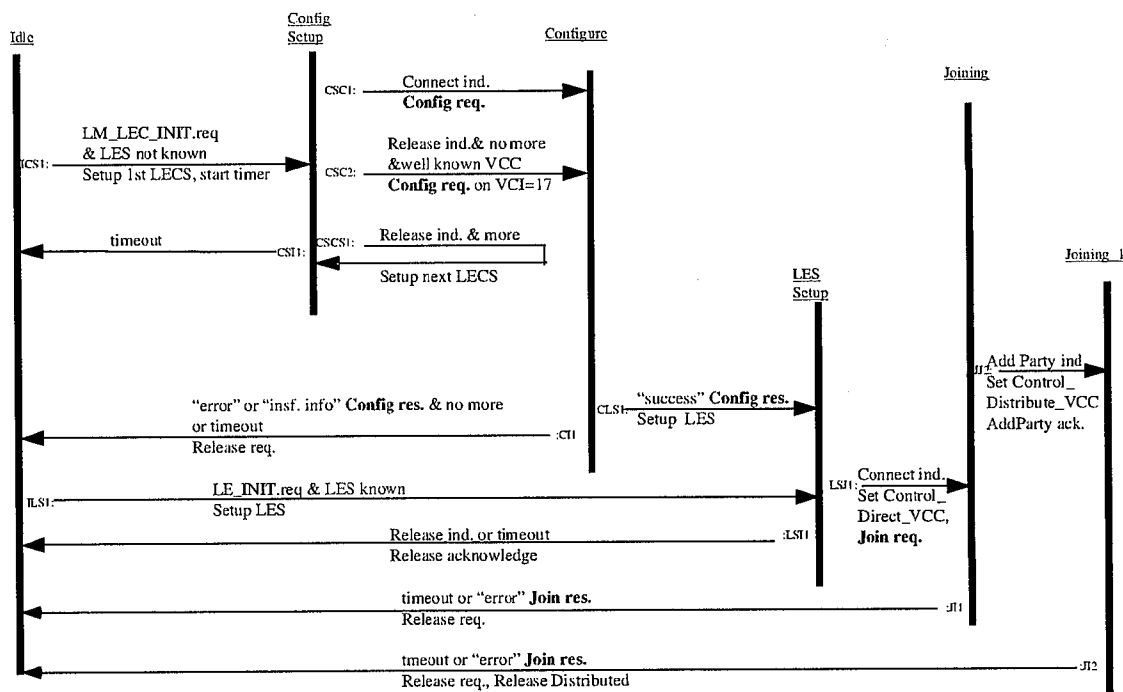 Idle
Config
Setup
Configure
Joining
CSC1:
Connect ind.
Config req.
LM_LEC_INIT.req
& LES not known
ICS1:
Setup 1st LECS, start timer
Release ind.& no more
&well known VCC
CSC2:
Config req. on VCI=17
timeout
CSI1:
CSCS1:
Release ind. & more
Setup next LECS
Joining_
LES
Setup
JJ2:
Add Party ind
Set Control_
Distribute_VCC
AddParty ack.
"error" or "insf. info" Config res. & no more
or timeout
Release req.
:CI1
CLS1:
"success" Config res.
Setup LES
ILS1:
LE_INIT.req & LES known
Setup LES
LSJ1:
Connect ind.
Set Control_
Direct_VCC,
Join req.
Release ind. or timeout
Release acknowledge
:LSI1
timeout or "error" Join res.
Release req.
:JI1
tmeout or "error" Join res.
Release req., Release Distributed
:JI2